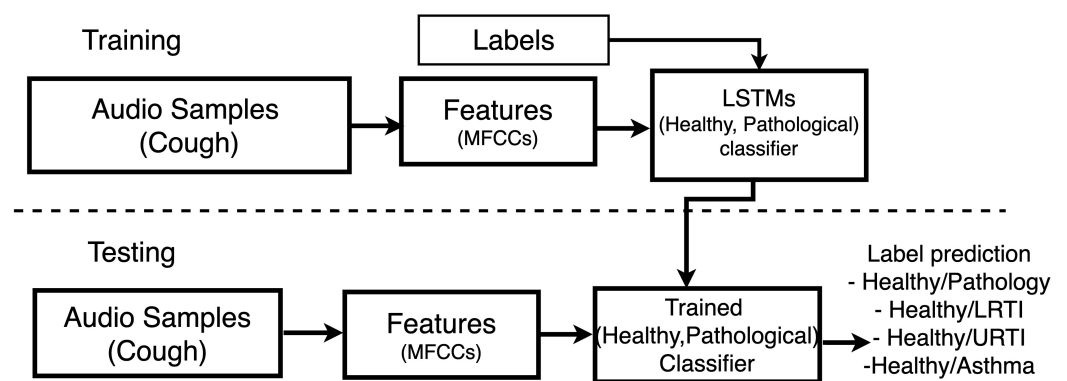 Training
Labels
Audio Samples
(Cough)
Features
(MFCCs)
LSTMs
(Healthy, Pathological)
classifier
Testing
Audio Samples
(Cough)
Features
(MFCCs)
Trained
(Healthy,Pathological)
Classifier
Label prediction
- Healthy/Pathology
- Healthy/LRTI
- Healthy/URTI
-Healthy/Asthma